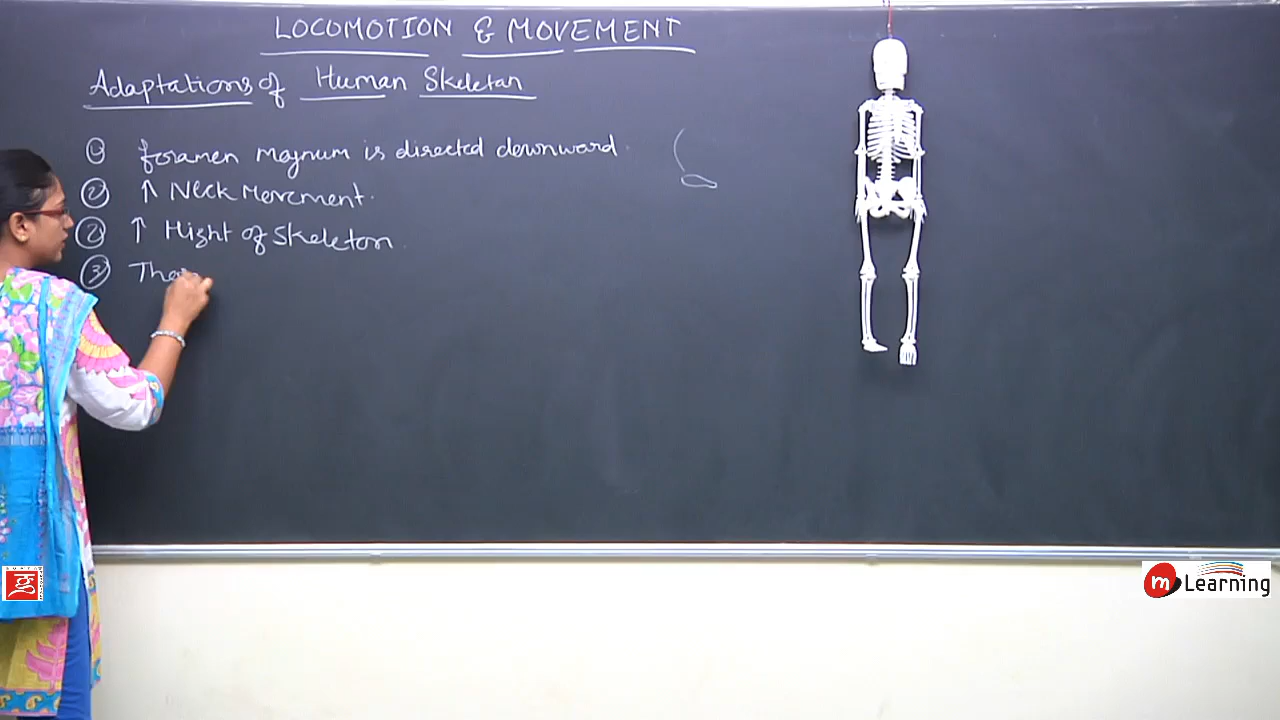 LOCOMOTION & MOVEMENT
Adaptations of Human Skeletan
① foramen Magnum is directed downward.
② ↑ Neck Movement.
② ↑ Hight of Skeleton.
③
m Learning